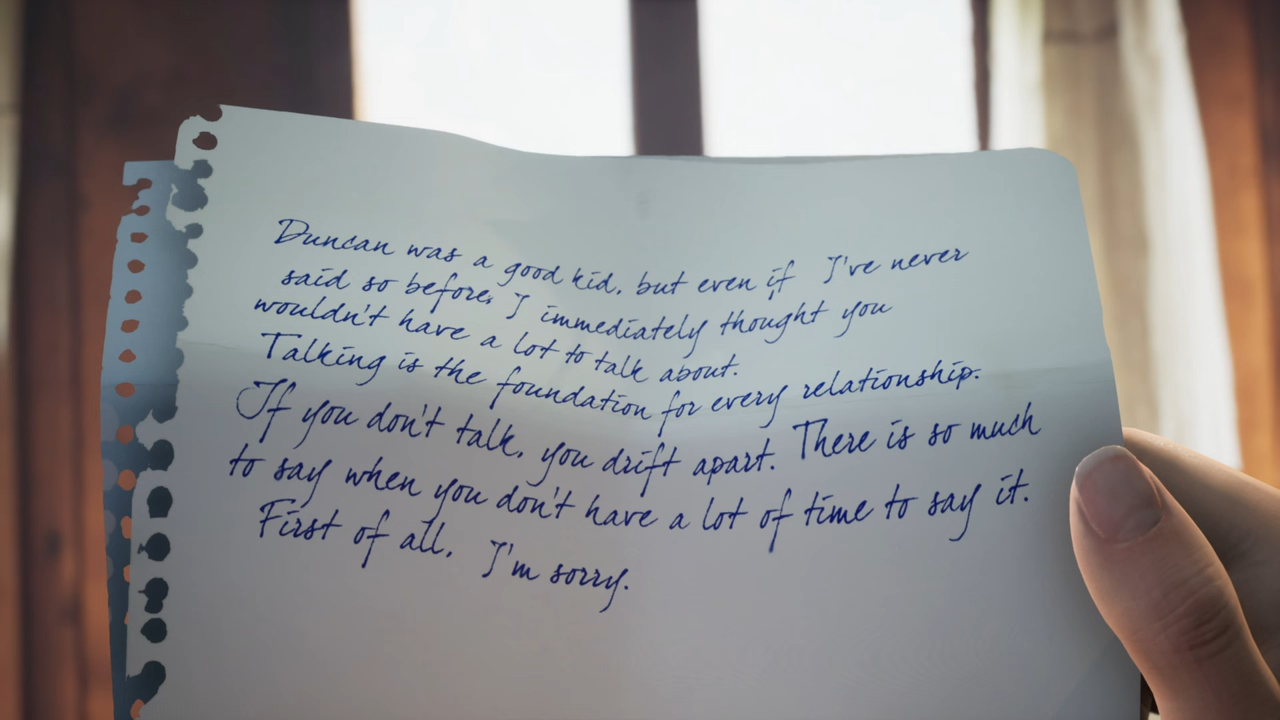 Duncan was a good kid, but even if I've never
said so before, I immediately thought you
wouldn't have a lot to talk about.
Talking is the foundation for every relationship.
If you don't talk, you drift apart. There is so much
to say when you don't have a lot of time to say it.
First of all, I'm sorry.